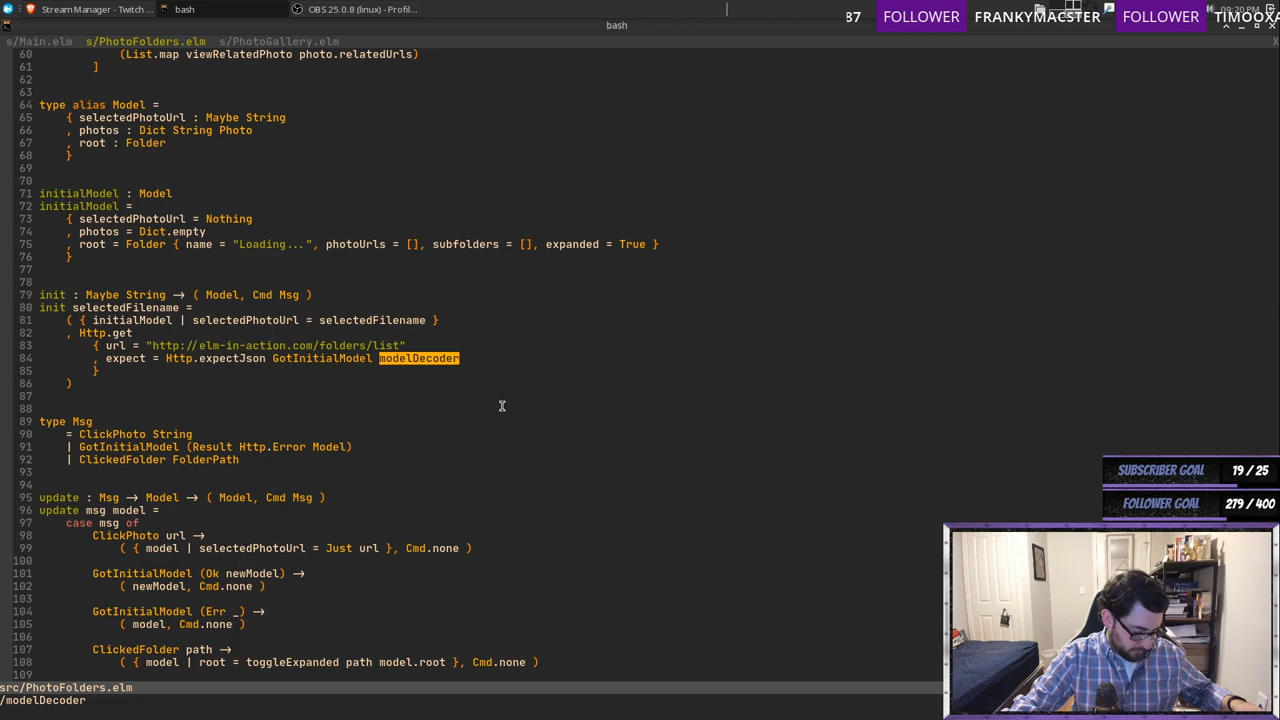 Stream Manager - Twitch ...
bash
OBS 25.0.8 (linux) - Profil...
09:20 PM
bash
87
FOLLOWER
FRANKYMACSTER
FOLLOWER
s/Main.elm s/PhotoFolders.elm s/PhotoGallery.elm
X
60 (List.map viewRelatedPhoto photo.relatedUrls)
61 ]
62
63
64 type alias Model =
65 { selectedPhotoUrl : Maybe String
66 , photos : Dict String Photo
67 , root : Folder
68 }
69
70
71 initialModel : Model
72 initialModel =
73 { selectedPhotoUrl = Nothing
74 , photos = Dict.empty
75 , root = Folder { name = "Loading...", photoUrls = [], subfolders = [], expanded = True }
76 }
77
78
79 init : Maybe String → ( Model, Cmd Msg )
80 init selectedFilename =
81 ( { initialModel | selectedPhotoUrl = selectedFilename }
82 , Http.get
83 { url = "http://elm-in-action.com/folders/list"
84 , expect = Http.expectJson GotInitialModel modelDecoder
85 }
86 )
87
88
89 type Msg
90 = ClickPhoto String
91 | GotInitialModel (Result Http.Error Model)
92 | ClickedFolder FolderPath
93
94
95 update : Msg → Model → ( Model, Cmd Msg )
96 update msg model =
97 case msg of
98 ClickPhoto url →
99 ( { model | selectedPhotoUrl = Just url }, Cmd.none )
100
101 GotInitialModel (Ok newModel) →
102 ( newModel, Cmd.none )
103
104 GotInitialModel (Err _) →
105 ( model, Cmd.none )
106
107 ClickedFolder path →
108 ( { model | root = toggleExpanded path model.root }, Cmd.none )
109
src/PhotoFolders.elm
/modelDecoder
SUBSCRIBER GOAL 19 / 25
FOLLOWER GOAL 279 / 400